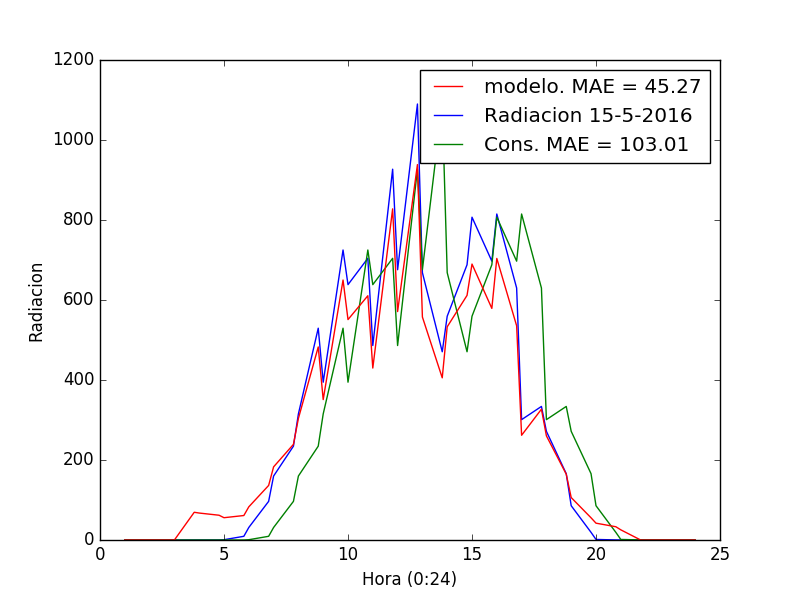 1200
1000
800
600
400
200
0
Radiacion
modelo. MAE = 45.27
Radiacion 15-5-2016
Cons. MAE = 103.01
0 5 10 15 20 25
Hora (0:24)